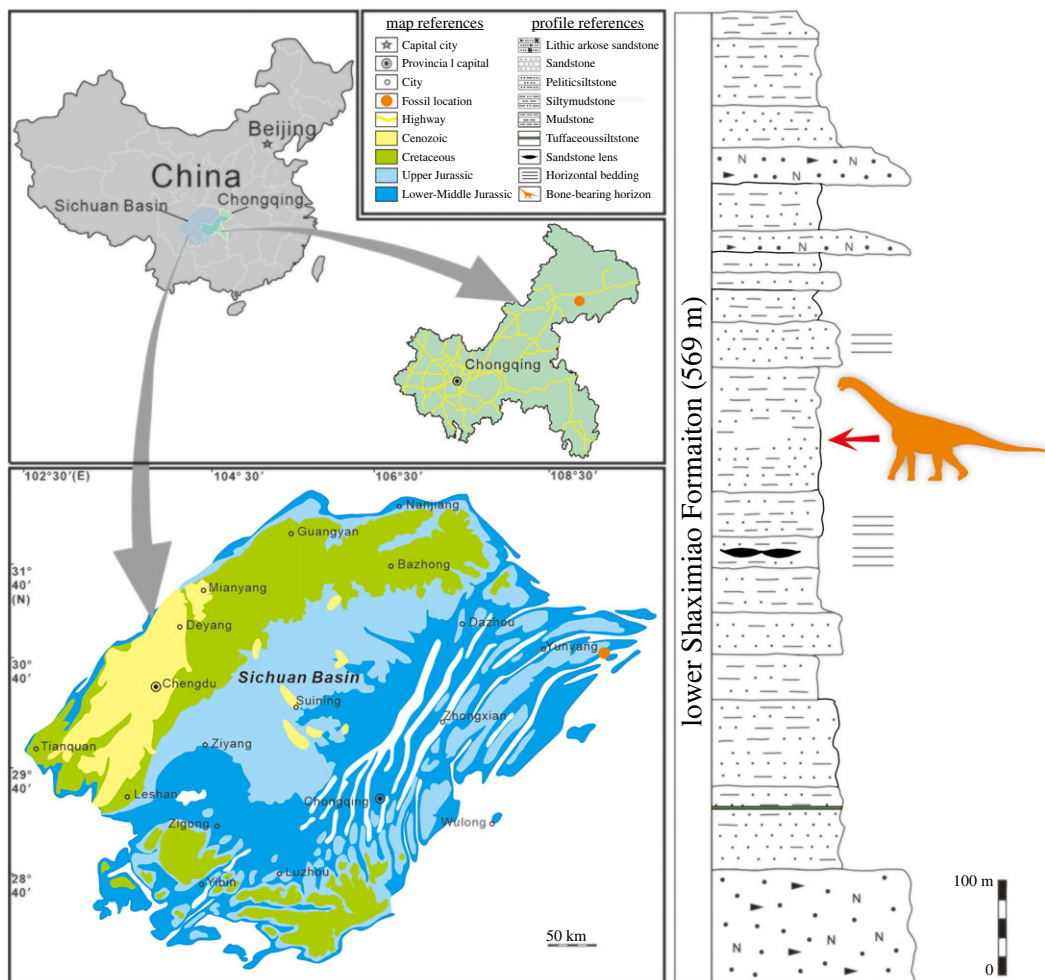 map references
Capital city
Provincia l capital
City
Fossil location
Highway
Cenozoic
Cretaceous
Upper Jurassic
Lower-Middle Jurassic
profile references
Lithic arkose sandstone
Sandstone
Peliticsiltstone
Siltymudstone
Mudstone
Tuffaceoussiltstone
Sandstone lens
Horizontal bedding
Bone-bearing horizon
Beijing
China
Sichuan Basin
Chongqing
Chongqing
102°30′(E)
104°30′
106°30′
108°30′
31°
40′
(N)
30°
40′
29°
40′
28°
40′
Nanjiang
Guangyan
Bazhong
Mianyang
Deyang
Dazhou
Yunyang
Chengdu
Sichuan Basin
Suining
Zhongxian
Tianquan
Ziyang
Leshan
Chongqing
Zigong
Wulong
Luzhou
Yibin
50 km
lower Shaximiao Formaiton (569 m)
N
N
N
N
N
N
N
N
N
N
100 m
0